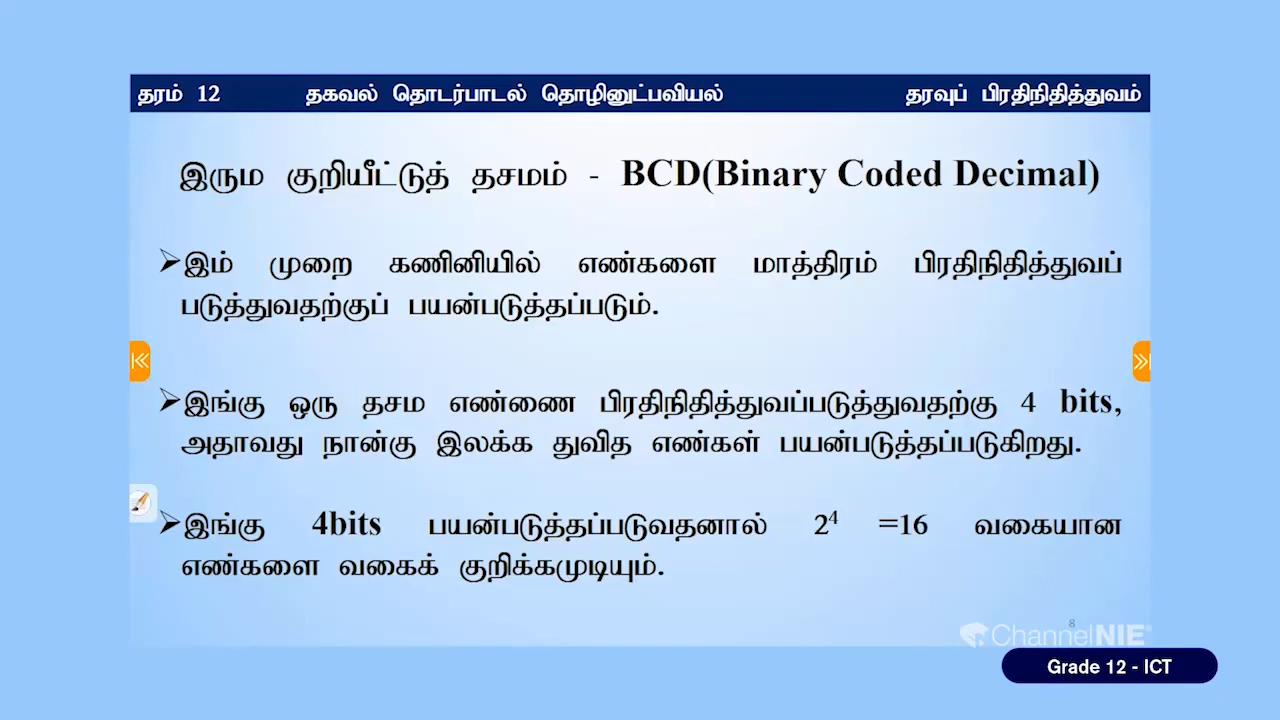 தரம் 12 தகவல் தொடர்பாடல் தொழினுட்பவியல் தரவுப் பிரதிநிதித்துவம்
இரும குறியீட்டுத் தசமம் - BCD(Binary Coded Decimal)
➢இம் முறை கணினியில் எண்களை மாத்திரம் பிரதிநிதித்துவப்
படுத்துவதற்குப் பயன்படுத்தப்படும்.
➢இங்கு ஒரு தசம எண்ணை பிரதிநிதித்துவப்படுத்துவதற்கு 4 bits,
அதாவது நான்கு இலக்க துவித எண்கள் பயன்படுத்தப்படுகிறது.
➢இங்கு 4bits பயன்படுத்தப்படுவதனால் 2⁴ =16 வகையான
எண்களை வகைக் குறிக்கமுடியும்.
8
ChannelNIE
Grade 12 - ICT